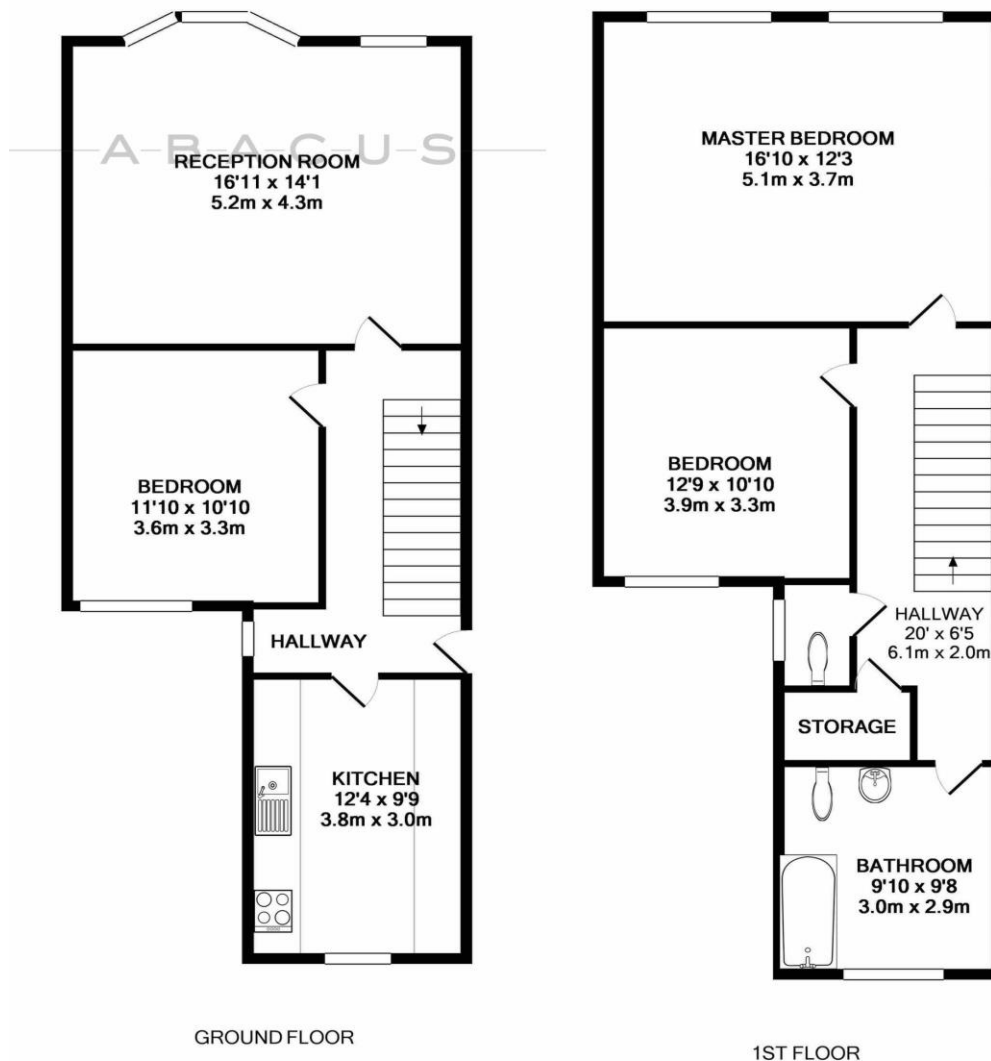 ABACUS
RECEPTION ROOM
16'11 x 14'1
5.2m x 4.3m
BEDROOM
11'10 x 10'10
3.6m x 3.3m
HALLWAY
KITCHEN
12'4 x 9'9
3.8m x 3.0m
GROUND FLOOR
MASTER BEDROOM
16'10 x 12'3
5.1m x 3.7m
BEDROOM
12'9 x 10'10
3.9m x 3.3m
HALLWAY
20' x 6'5
6.1m x 2.0m
STORAGE
BATHROOM
9'10 x 9'8
3.0m x 2.9m
1ST FLOOR